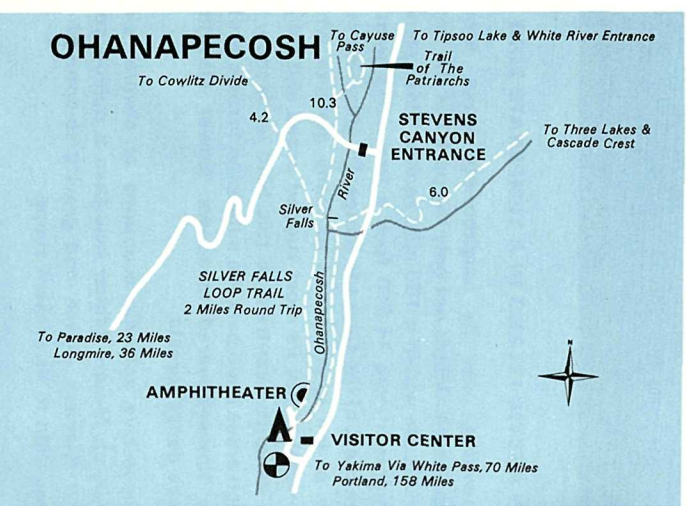 OHANAPECOSH
To Cayuse
Pass
To Tipsoo Lake & White River Entrance
Trail
of The
Patriarchs
To Cowlitz Divide
4.2
10.3
STEVENS
CANYON
ENTRANCE
To Three Lakes &
Cascade Crest
River
6.0
Silver
Falls
SILVER FALLS
LOOP TRAIL
2 Miles Round Trip
Ohanapecosh
To Paradise, 23 Miles
Longmire, 36 Miles
N
AMPHITHEATER
VISITOR CENTER
To Yakima Via White Pass, 70 Miles
Portland, 158 Miles